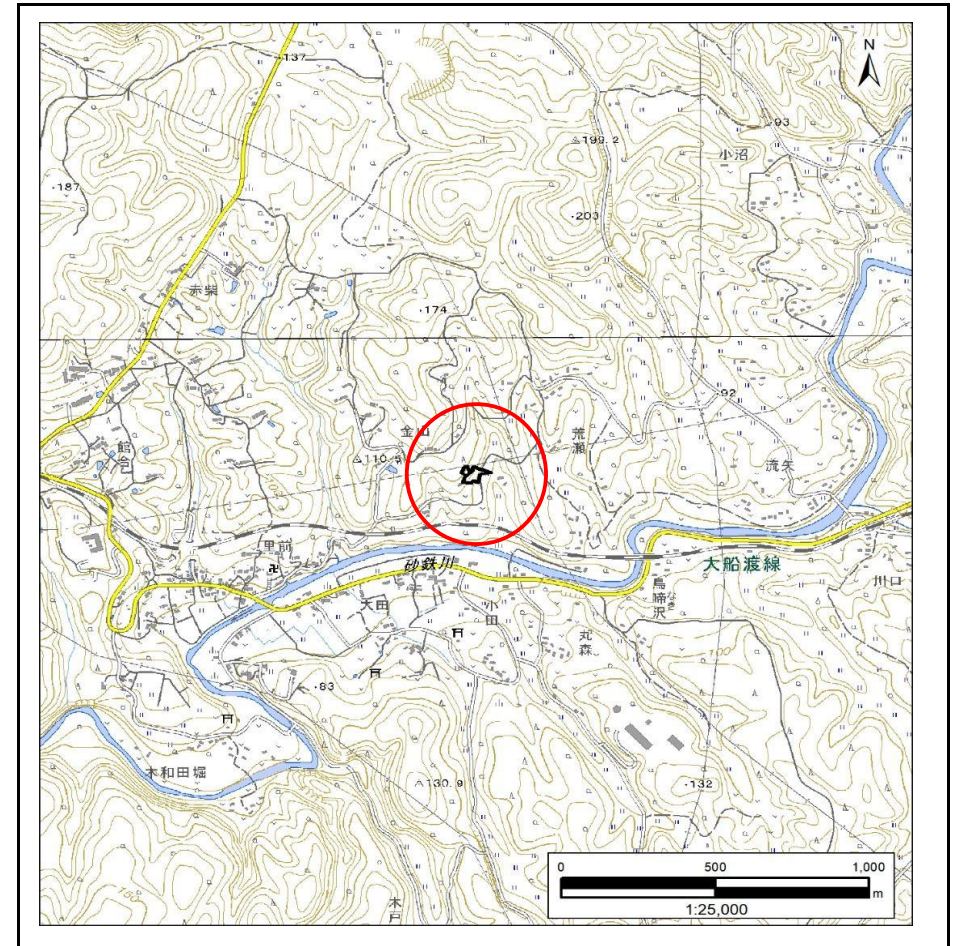 N
137
93
199.2
小沼
187
203
赤柴
174
92
金山
荒瀬
館合
110.5
流矢
里前
砂鉄川
大船渡線
川口
大田
小田
鳥啼沢
丸森
100
83
木和田堀
130.9
132
0 500 1,000
m
1:25,000
木戸